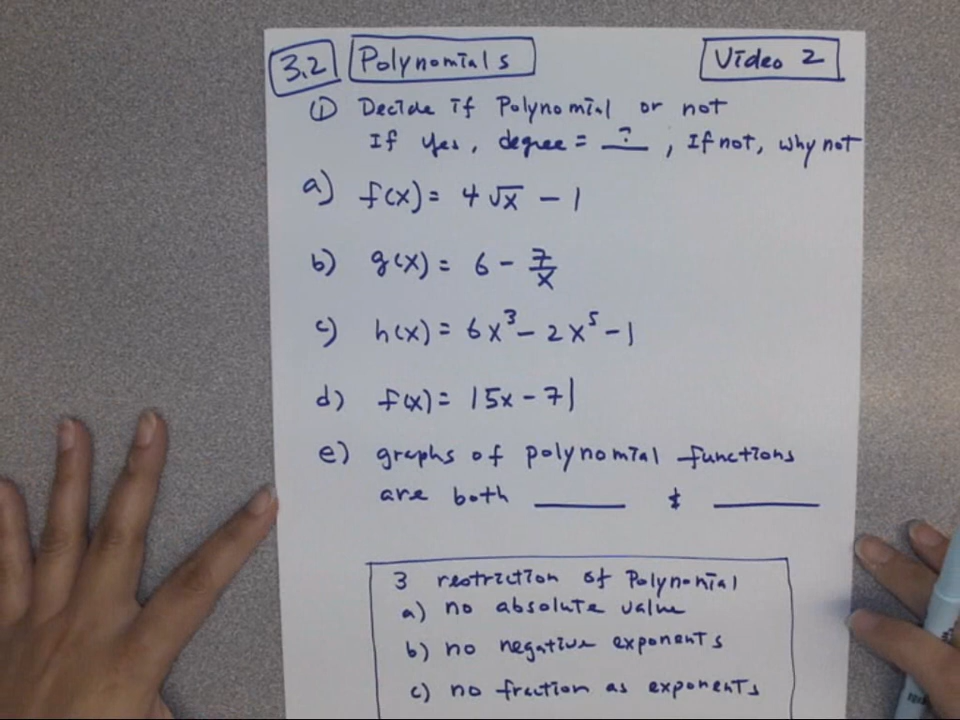 3.2 Polynomials Video 2
① Decide if Polynomial or not
If yes, degree = ? , If not, why not
a) f(x) = 4√x - 1
b) g(x) = 6 - 7/x
c) h(x) = 6x³ - 2x⁵ - 1
d) f(x) = |5x - 7|
e) graphs of polynomial functions
are both ______ & ______
3 restriction of Polynomial
a) no absolute value
b) no negative exponents
c) no fraction as exponents